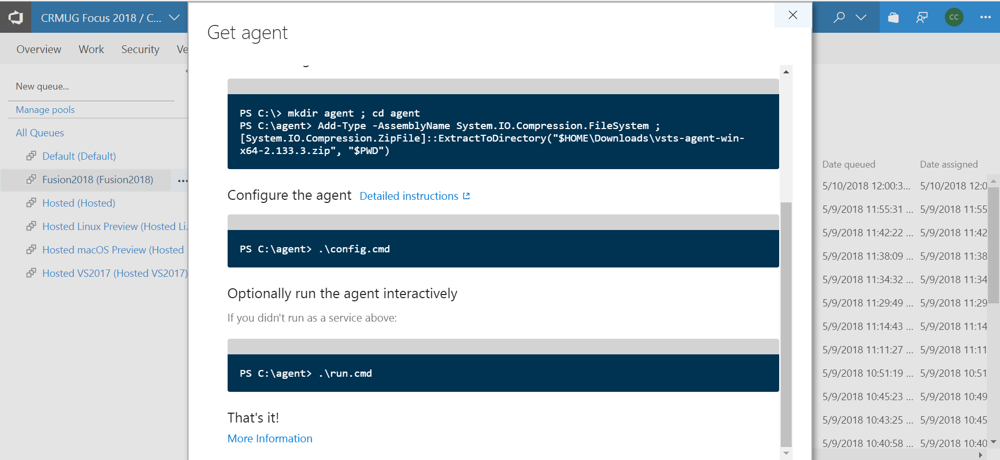 CRMUG Focus 2018 / C...
CC
Overview
Work
Security
Ve
New queue...
Manage pools
All Queues
Default (Default)
Fusion2018 (Fusion2018)
Hosted (Hosted)
Hosted Linux Preview (Hosted Li.
Hosted macOS Preview (Hosted
Hosted VS2017 (Hosted VS2017)
Get agent
PS C:\> mkdir agent ; cd agent
PS C:\agent> Add-Type -AssemblyName System.IO.Compression.FileSystem ;
[System.IO.Compression.ZipFile]::ExtractToDirectory("$HOME\Downloads\vsts-agent-win-
x64-2.133.3.zip", "$PWD")
Configure the agent Detailed instructions
PS C:\agent> .\config.cmd
Optionally run the agent interactively
If you didn't run as a service above:
PS C:\agent> .\run.cmd
That's it!
More Information
Date queued Date assigned
5/10/2018 12:00:3... 5/10/2018 12:0
5/9/2018 11:55:31 ... 5/9/2018 11:55
5/9/2018 11:42:22 ... 5/9/2018 11:42
5/9/2018 11:38:09 ... 5/9/2018 11:38
5/9/2018 11:34:32 ... 5/9/2018 11:34
5/9/2018 11:29:49 ... 5/9/2018 11:29
5/9/2018 11:14:43 ... 5/9/2018 11:14
5/9/2018 11:11:27 ... 5/9/2018 11:11
5/9/2018 10:51:19 ... 5/9/2018 10:51
5/9/2018 10:45:23 ... 5/9/2018 10:49
5/9/2018 10:43:25 ... 5/9/2018 10:45
5/9/2018 10:40:58 ... 5/9/2018 10:40